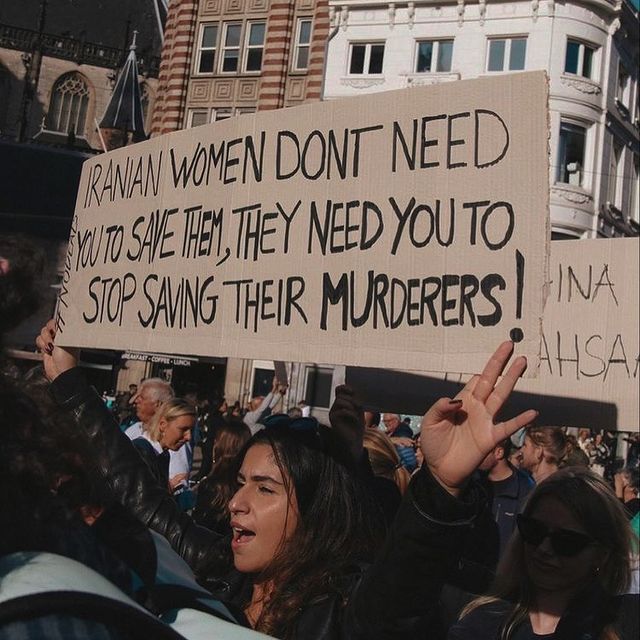 IRANIAN WOMEN DONT NEED
YOU TO SAVE THEM, THEY NEED YOU TO
STOP SAVING THEIR MURDERERS!
INA
AHSA
BREAKFAST - COFFEE - LUNCH